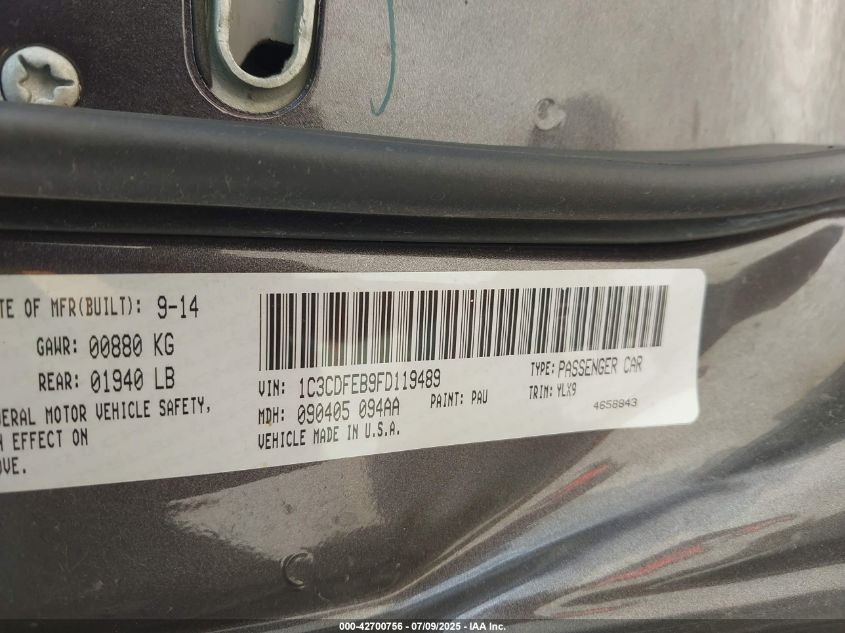 TE OF MFR(BUILT): 9-14
GAWR: 00880 KG
REAR: 01940 LB
ERAL MOTOR VEHICLE SAFETY,
EFFECT ON
OVE.
VIN: 1C3CDFEB9FD119489
TYPE: PASSENGER CAR
MDH: 090405 094AA
PAINT: PAU
TRIM: YLX9
VEHICLE MADE IN U.S.A.
4658843
C
000-42700756 - 07/09/2025 - IAA Inc.